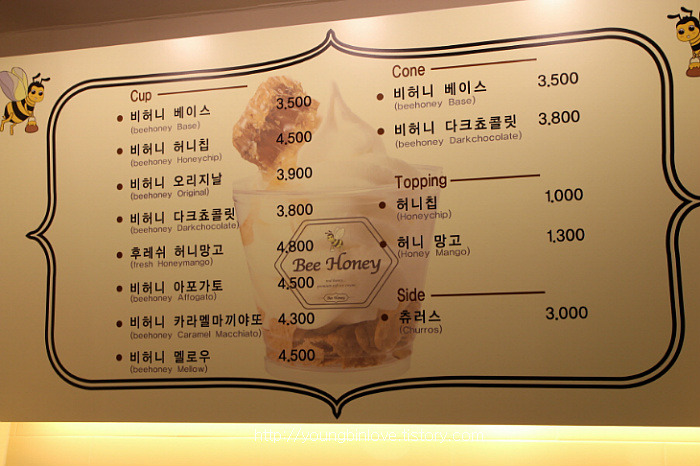 Cup
비허니 베이스 3,500
(beehoney Base)
비허니 허니칩 4,500
(beehoney Honeychip)
비허니 오리지날 3,900
(beehoney Original)
비허니 다크쵸콜릿 3,800
(beehoney Darkchocolate)
후레쉬 허니망고 4,800
(fresh Honeymango)
비허니 아포가토 4,500
(beehoney Affogato)
비허니 카라멜마끼야또 4,300
(beehoney Caramel Macchiato)
비허니 멜로우 4,500
(beehoney Mellow)
Bee Honey
Bee Honey
Cone
비허니 베이스 3,500
(beehoney Base)
비허니 다크쵸콜릿 3,800
(beehoney Darkchocolate)
Topping
허니칩 1,000
(Honeychip)
허니 망고 1,300
(Honey Mango)
Side
츄러스 3,000
(Churros)